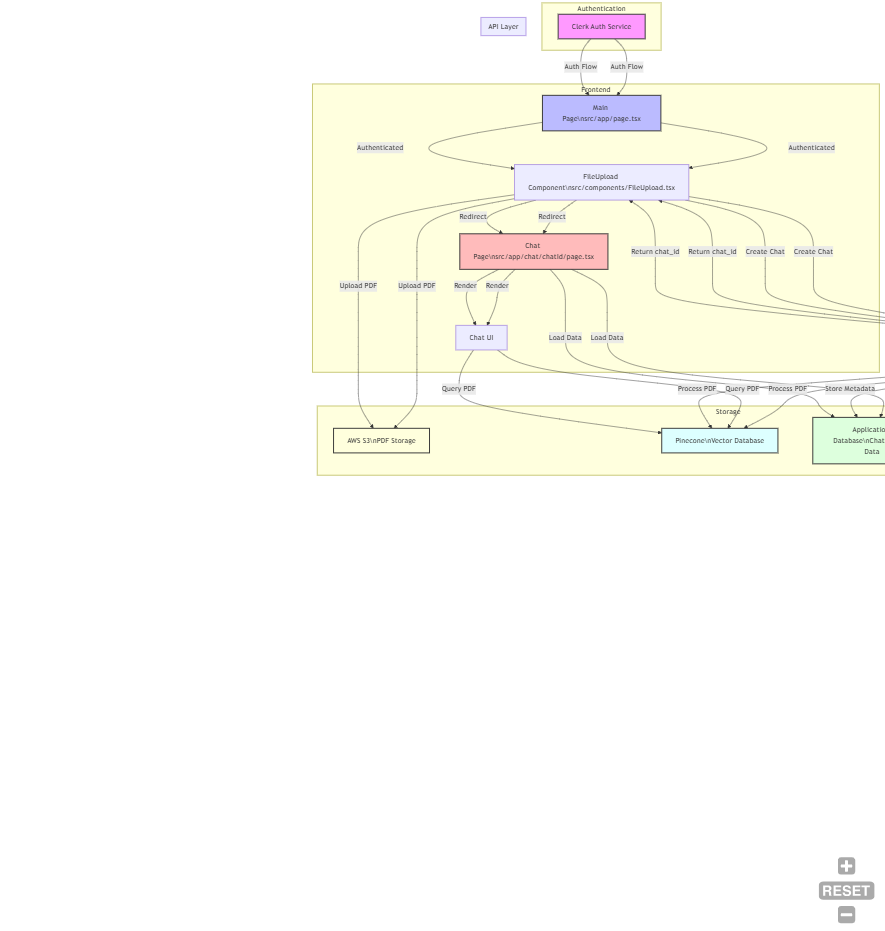 Authentication
API Layer
Clerk Auth Service
Auth Flow
Auth Flow
Frontend
Main
Page\nsrc/app/page.tsx
Authenticated
Authenticated
FileUpload
Component\nsrc/components/FileUpload.tsx
Redirect
Redirect
Chat
Page\nsrc/app/chat/chatid/page.tsx
Return chat_id
Return chat_id
Create Chat
Create Chat
Upload PDF
Upload PDF
Render
Render
Chat UI
Load Data
Load Data
Query PDF
Process PDF
Query PDF
Process PDF
Store Metadata
Storage
AWS S3\nPDF Storage
Pinecone\nVector Database
Applicatio
Database\nChat
Data
RESET